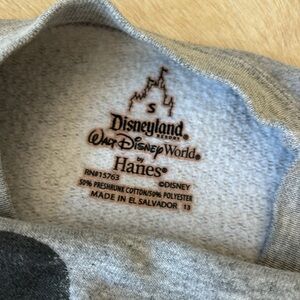 S
Disneyland®
RESORT
Walt Disney World®
by
Hanes®
RN#15763 ©DISNEY
50% PRESHRUNK COTTON/50% POLYESTER
MADE IN EL SALVADOR 13